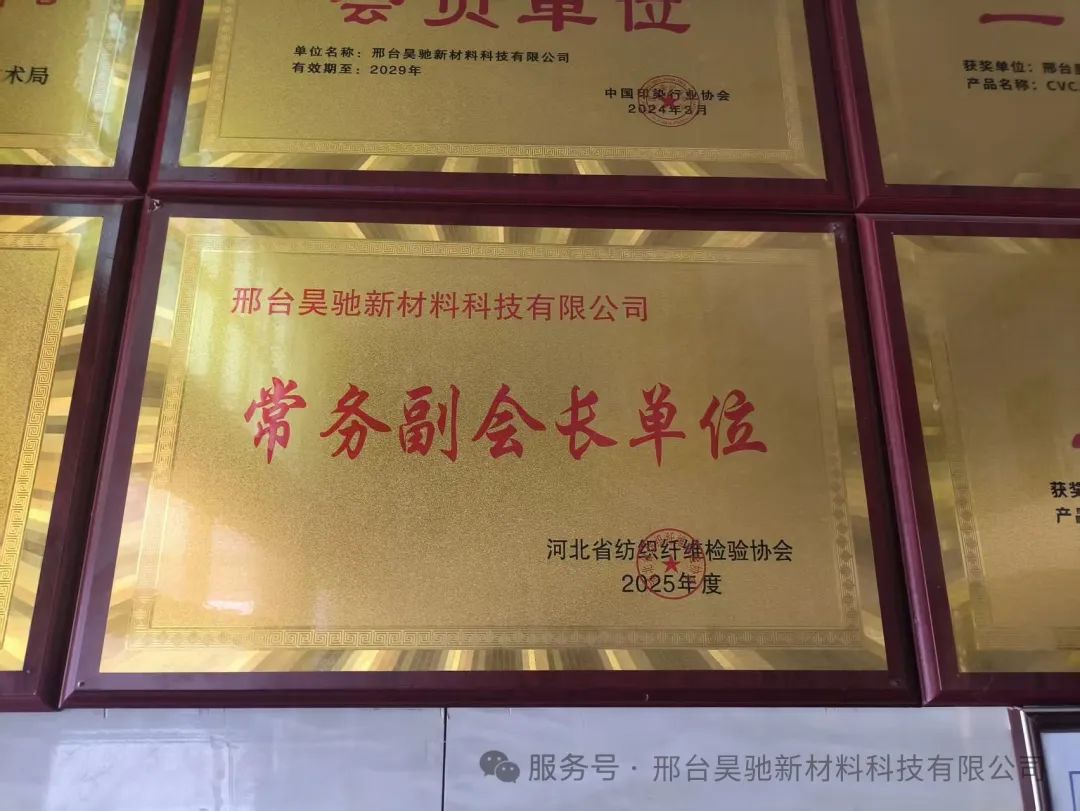 术局
会员单位
单位名称：邢台昊驰新材料科技有限公司
有效期至：2029年
中国印染行业协会
2024年2月
一
获奖单位：邢台
产品名称：CVC
邢台昊驰新材料科技有限公司
常务副会长单位
河北省纺织纤维检验协会
2025年度
获奖
产品
服务号 · 邢台昊驰新材料科技有限公司